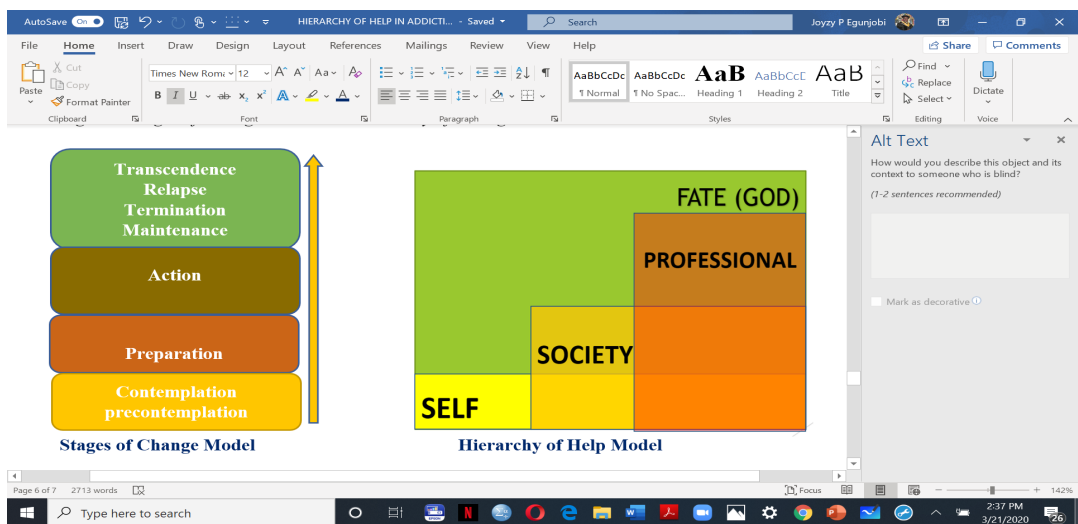 AutoSave On HIERARCHY OF HELP IN ADDICTI... - Saved Search Joyzy P Egunjobi
File Home Insert Draw Design Layout References Mailings Review View Help Share Comments
Paste
Cut
Copy
Format Painter
Clipboard
Times New Roma 12
Font
Paragraph
AaBbCcDc AaBbCcDc AaB AaBbCcE AaB
¶ Normal ¶ No Spac... Heading 1 Heading 2 Title
Styles
Find
Replace
Select
Editing
Dictate
Voice
Transcendence
Relapse
Termination
Maintenance
Action
Preparation
Contemplation
precontemplation
Stages of Change Model
FATE (GOD)
PROFESSIONAL
SOCIETY
SELF
Hierarchy of Help Model
Alt Text
How would you describe this object and its
context to someone who is blind?
(1-2 sentences recommended)
Mark as decorative
Page 6 of 7 2713 words Focus 142%
Type here to search
2:37 PM
3/21/2020
26